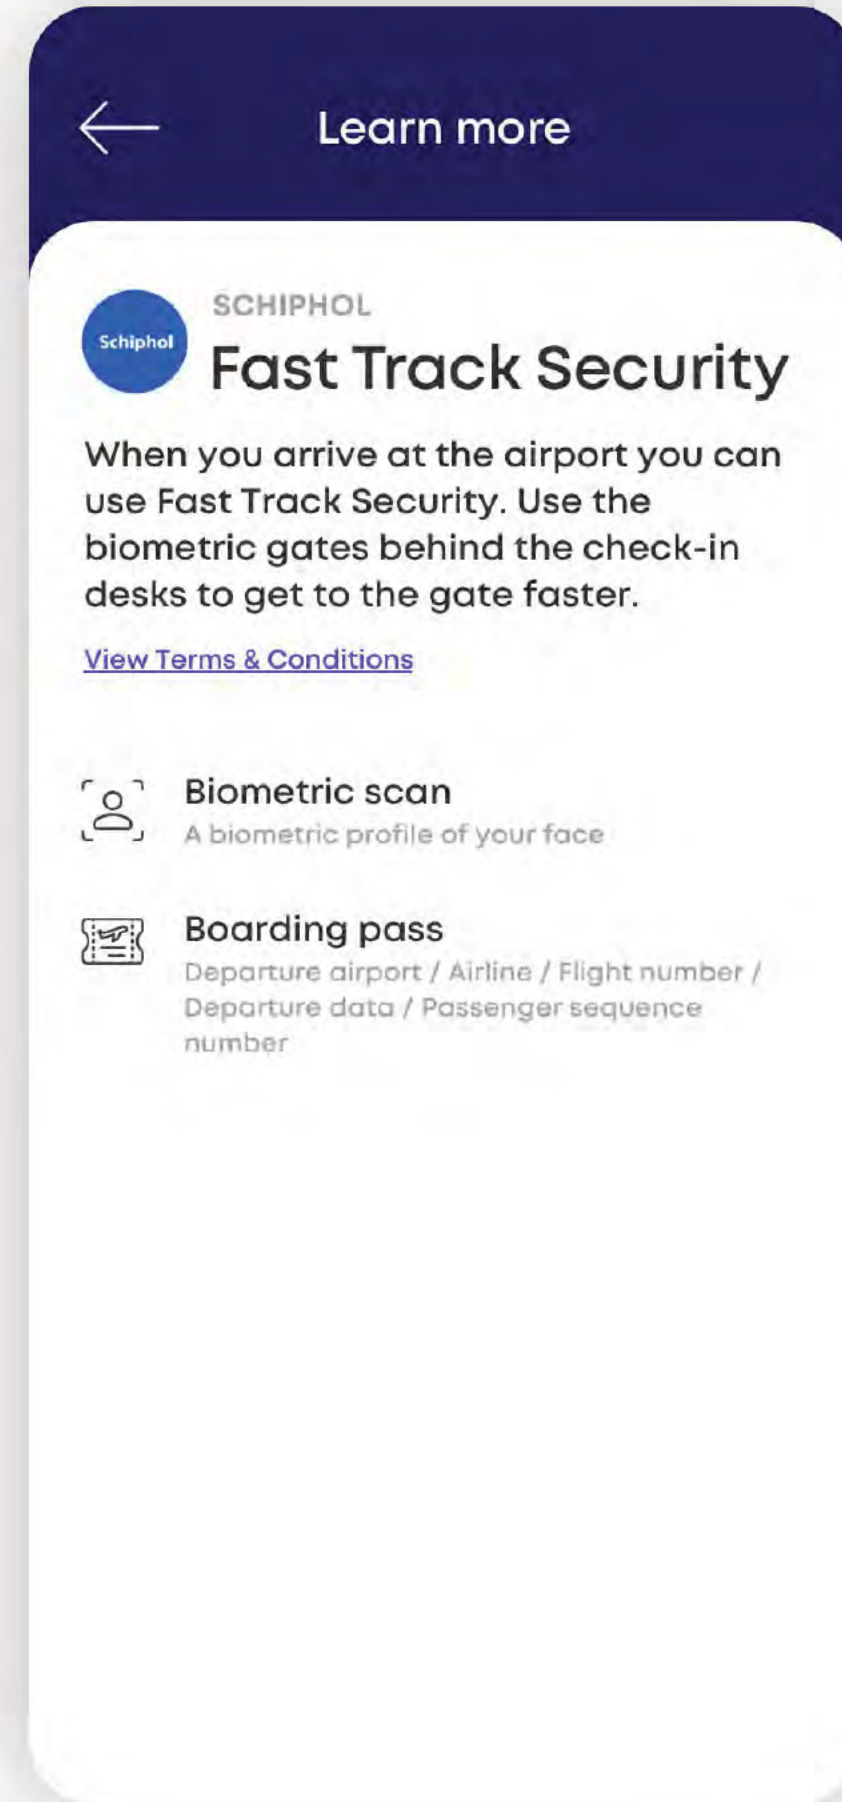 Learn more
SCHIPHOL
Schiphol
Fast Track Security
When you arrive at the airport you can
use Fast Track Security. Use the
biometric gates behind the check-in
desks to get to the gate faster.
View Terms & Conditions
Biometric scan
A biometric profile of your face
Boarding pass
Departure airport / Airline / Flight number /
Departure data / Passenger sequence
number